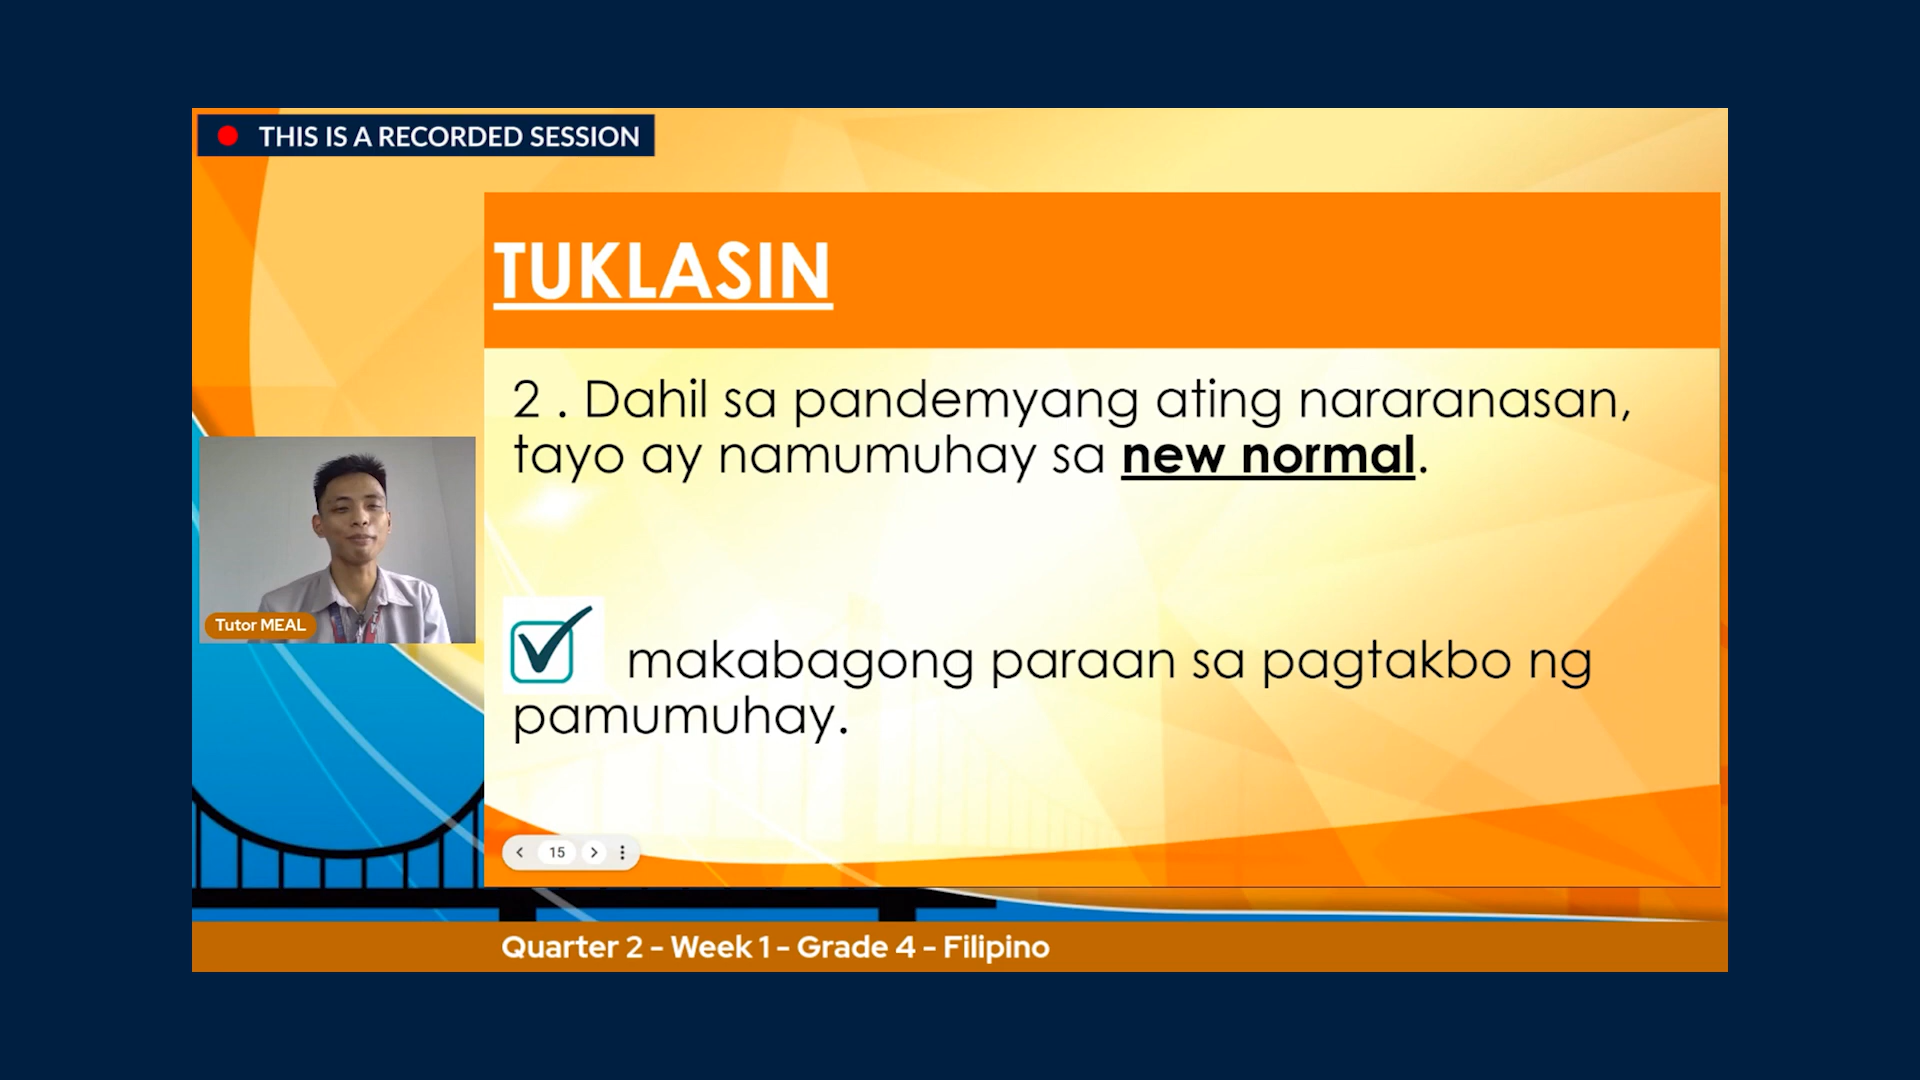 THIS IS A RECORDED SESSION
TUKLASIN
2 . Dahil sa pandemyang ating nararanasan,
tayo ay namumuhay sa new normal.
Tutor MEAL
makabagong paraan sa pagtakbo ng
pamumuhay.
15
Quarter 2 - Week 1 - Grade 4 - Filipino